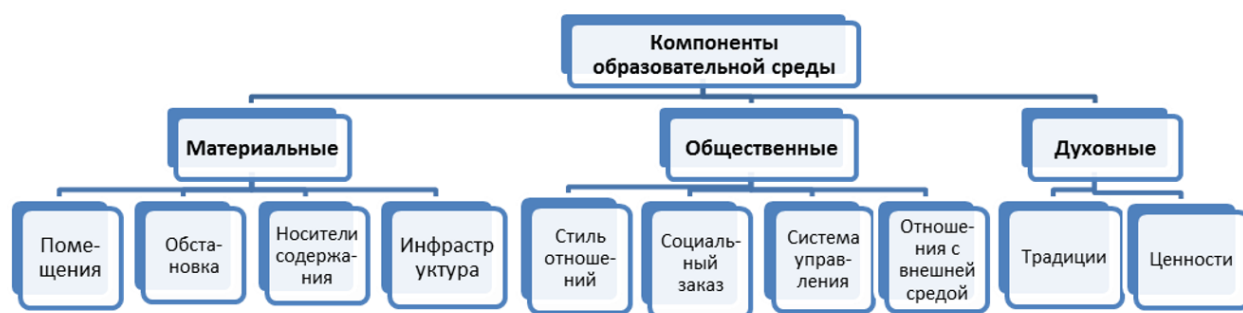 Компоненты
образовательной среды
Материальные
Общественные
Духовные
Поме-
щения
Обста-
новка
Носители
содержа-
ния
Инфрастр
уктура
Стиль
отноше-
ний
Социаль-
ный
заказ
Система
управ-
ления
Отноше-
ния с
внешней
средой
Традиции
Ценности